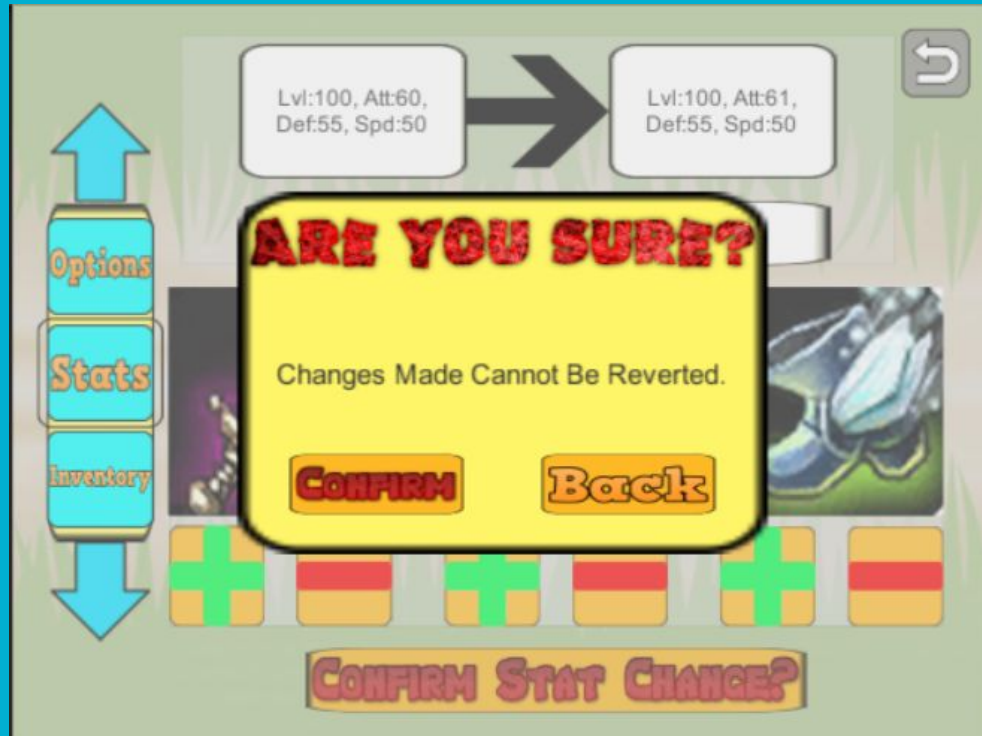 Lvl:100, Att:60,
Def:55, Spd:50
Lvl:100, Att:61,
Def:55, Spd:50
ARE YOU SURE?
Changes Made Cannot Be Reverted.
Confirm
Back
Options
Stats
Inventory
Confirm Stat Change?